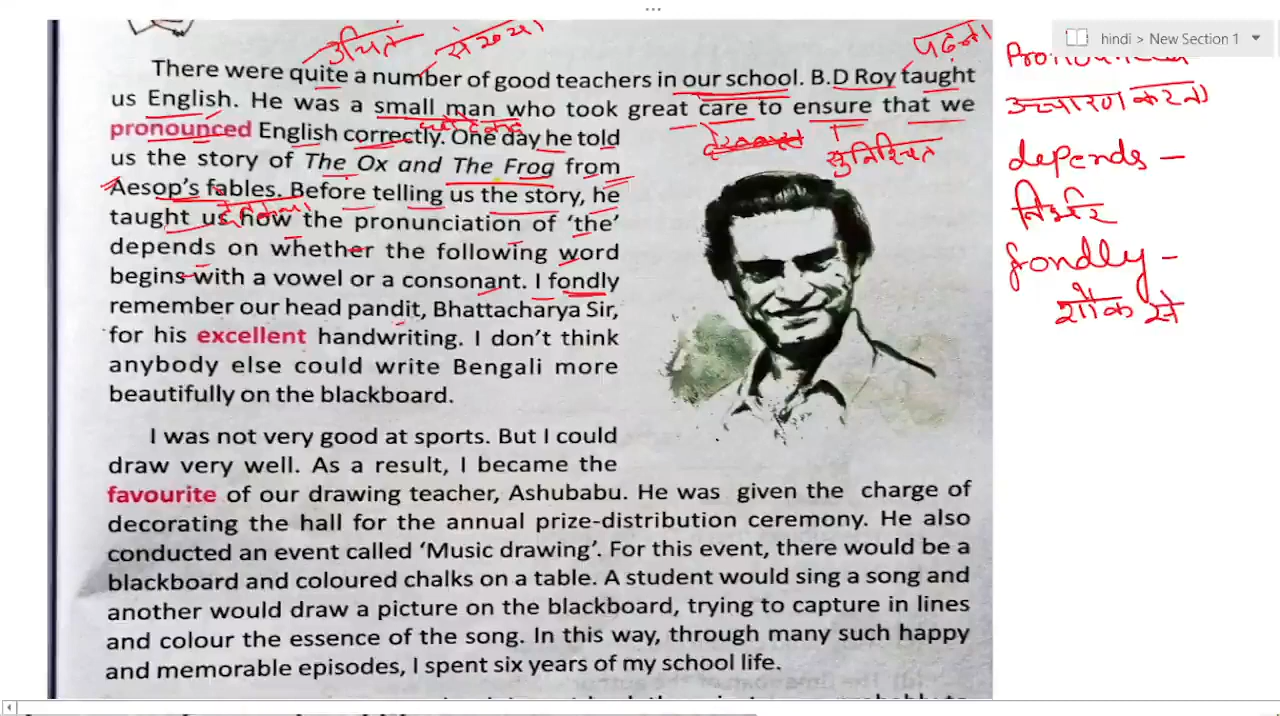 hindi > New Section 1
उचित
संख्या
पढ़ना
There were quite a number of good teachers in our school. B.D Roy taught
us English. He was a small man who took great care to ensure that we
pronounced English correctly. One day he told
us the story of The Ox and The Frog from
Aesop's fables. Before telling us the story, he
taught us how the pronunciation of 'the'
depends on whether the following word
begins with a vowel or a consonant. I fondly
remember our head pandit, Bhattacharya Sir,
for his excellent handwriting. I don't think
anybody else could write Bengali more
beautifully on the blackboard.
सुनिश्चित
I was not very good at sports. But I could
draw very well. As a result, I became the
favourite of our drawing teacher, Ashubabu. He was given the charge of
decorating the hall for the annual prize-distribution ceremony. He also
conducted an event called 'Music drawing'. For this event, there would be a
blackboard and coloured chalks on a table. A student would sing a song and
another would draw a picture on the blackboard, trying to capture in lines
and colour the essence of the song. In this way, through many such happy
and memorable episodes, I spent six years of my school life.
उच्चारण करना
depends -
निर्भर
fondly -
शौक से